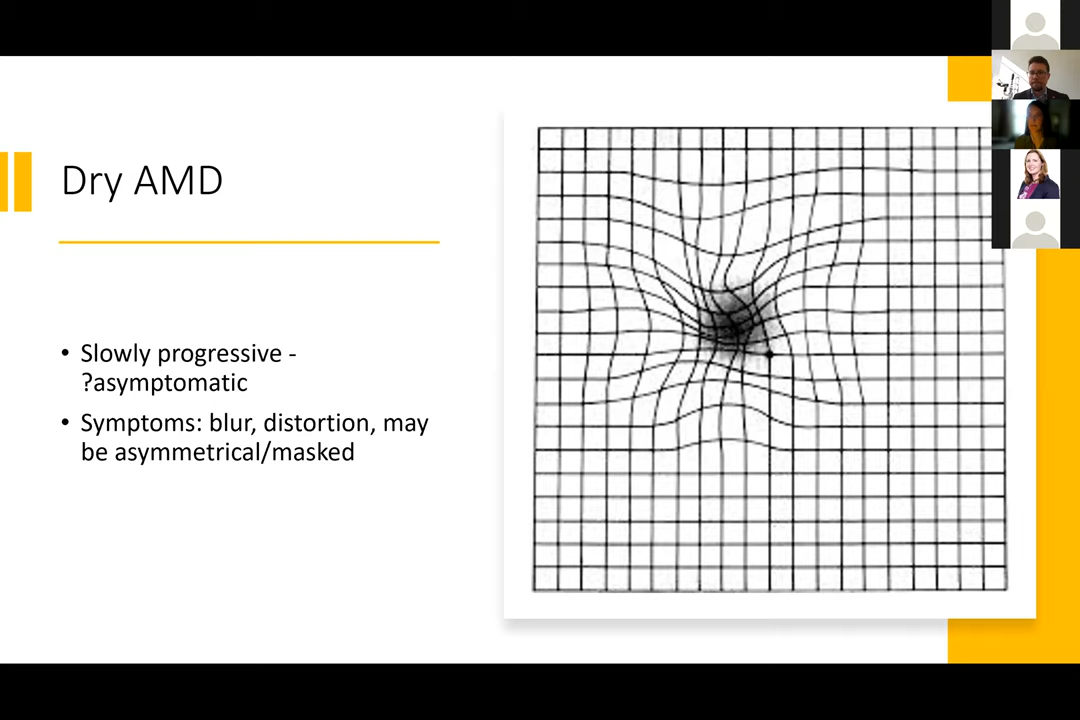 Dry AMD
• Slowly progressive -
?asymptomatic
• Symptoms: blur, distortion, may
be asymmetrical/masked